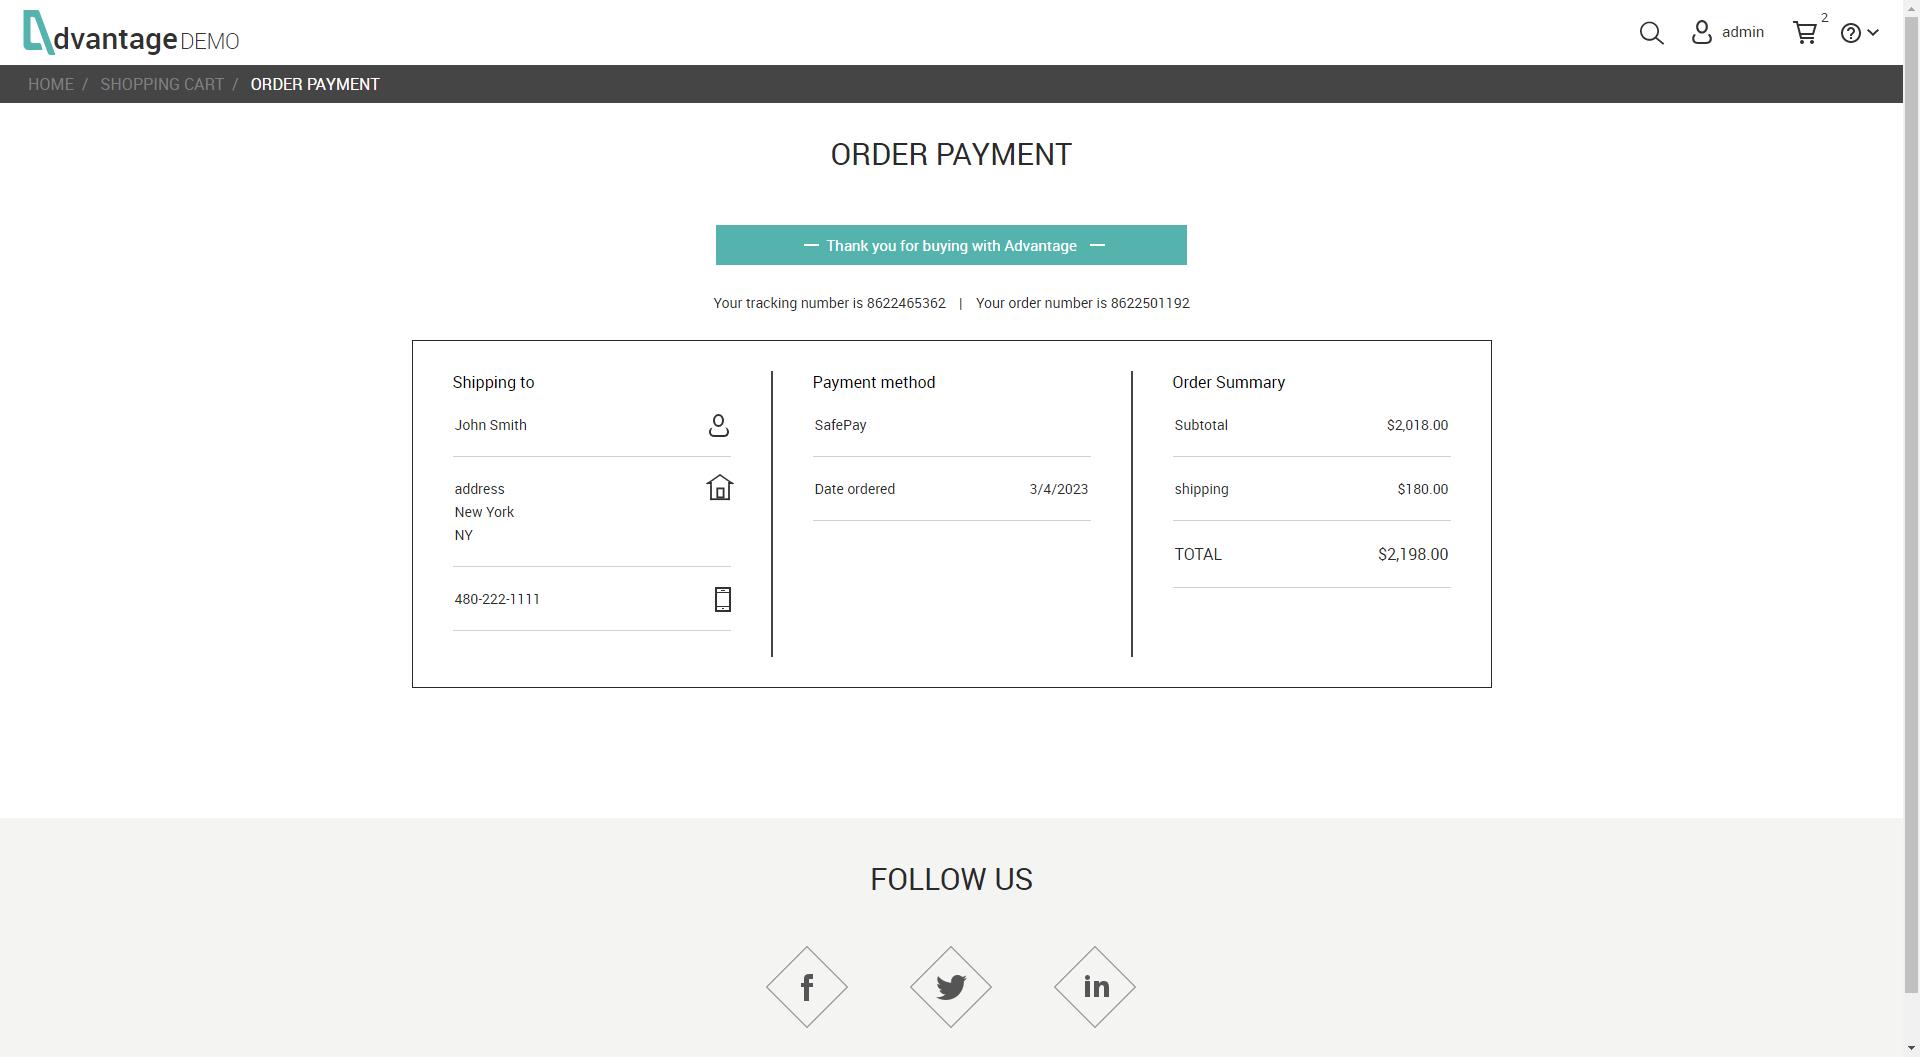 dvantage DEMO
admin
2
HOME / SHOPPING CART / ORDER PAYMENT
ORDER PAYMENT
— Thank you for buying with Advantage —
Your tracking number is 8622465362 | Your order number is 8622501192
Shipping to
John Smith
address
New York
NY
480-222-1111
Payment method
SafePay
Date ordered 3/4/2023
Order Summary
Subtotal $2,018.00
shipping $180.00
TOTAL $2,198.00
FOLLOW US
f
in